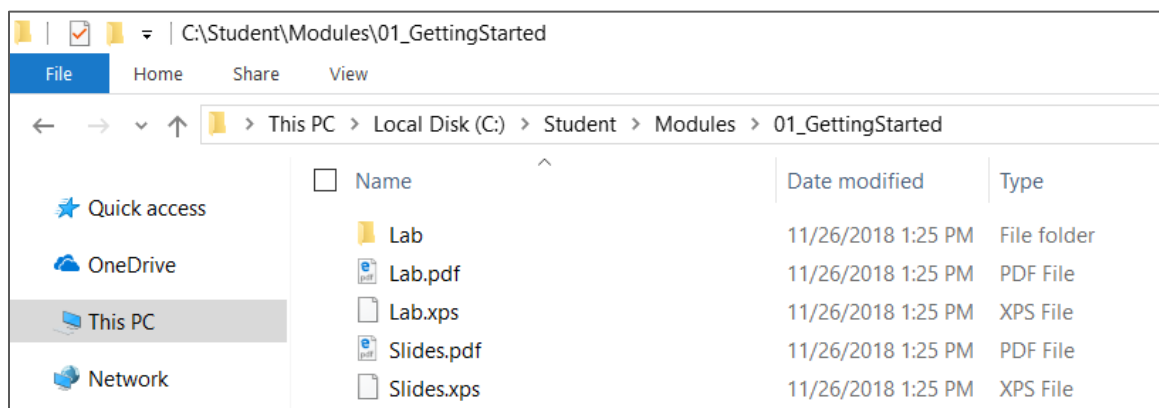 C:\Student\Modules\01_GettingStarted
File Home Share View
This PC > Local Disk (C:) > Student > Modules > 01_GettingStarted
Name Date modified Type
Quick access
Lab 11/26/2018 1:25 PM File folder
OneDrive
Lab.pdf 11/26/2018 1:25 PM PDF File
Lab.xps 11/26/2018 1:25 PM XPS File
This PC
Slides.pdf 11/26/2018 1:25 PM PDF File
Network
Slides.xps 11/26/2018 1:25 PM XPS File